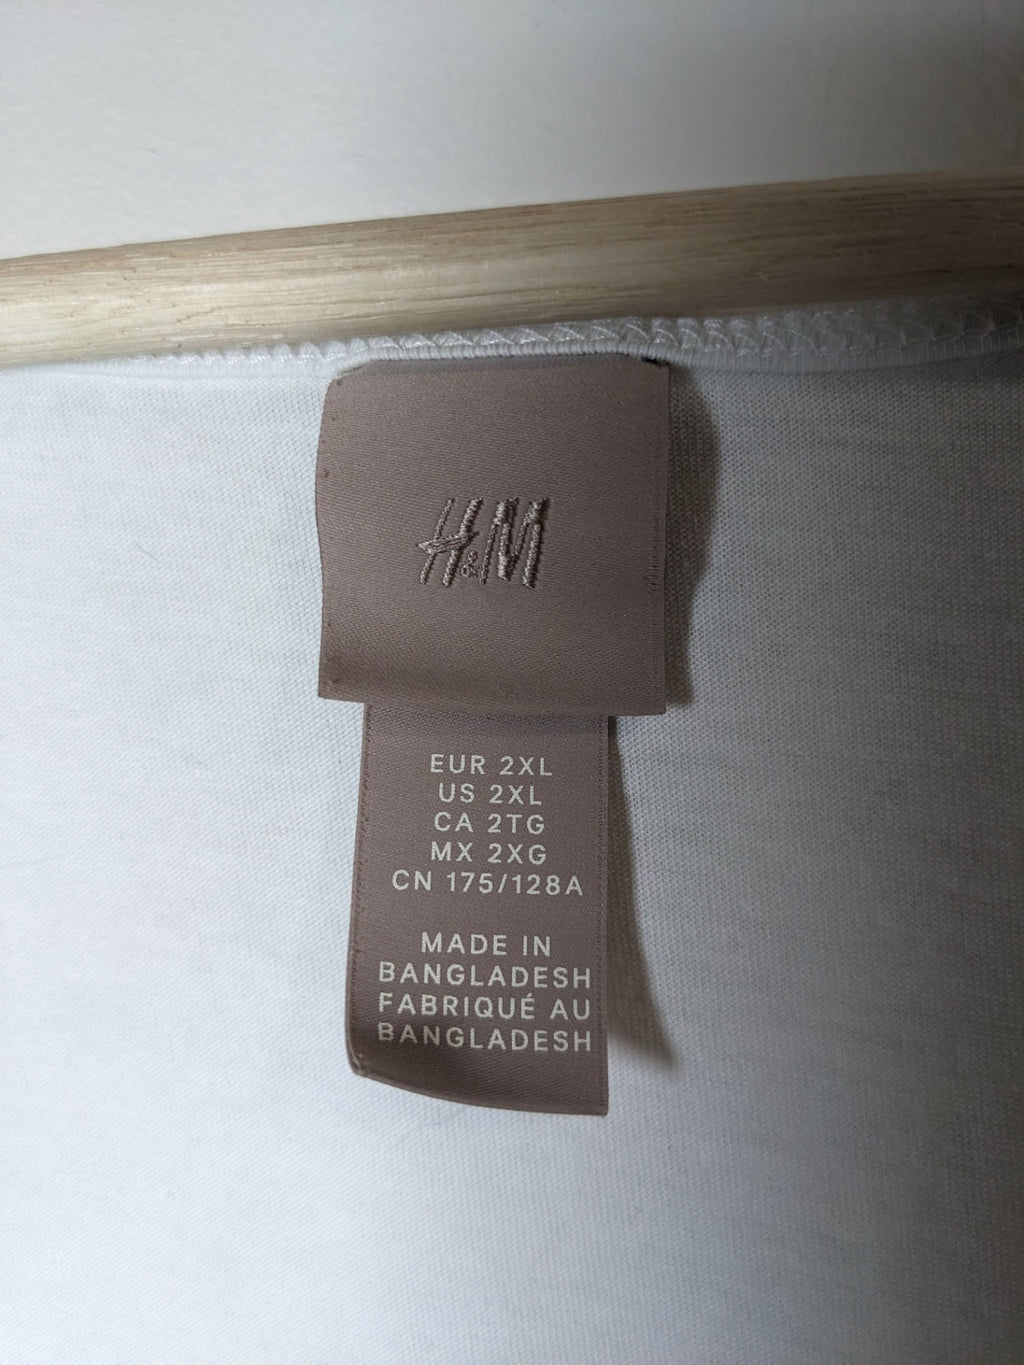 H&M
EUR 2XL
US 2XL
CA 2TG
MX 2XG
CN 175/128A
MADE IN
BANGLADESH
FABRIQUÉ AU
BANGLADESH